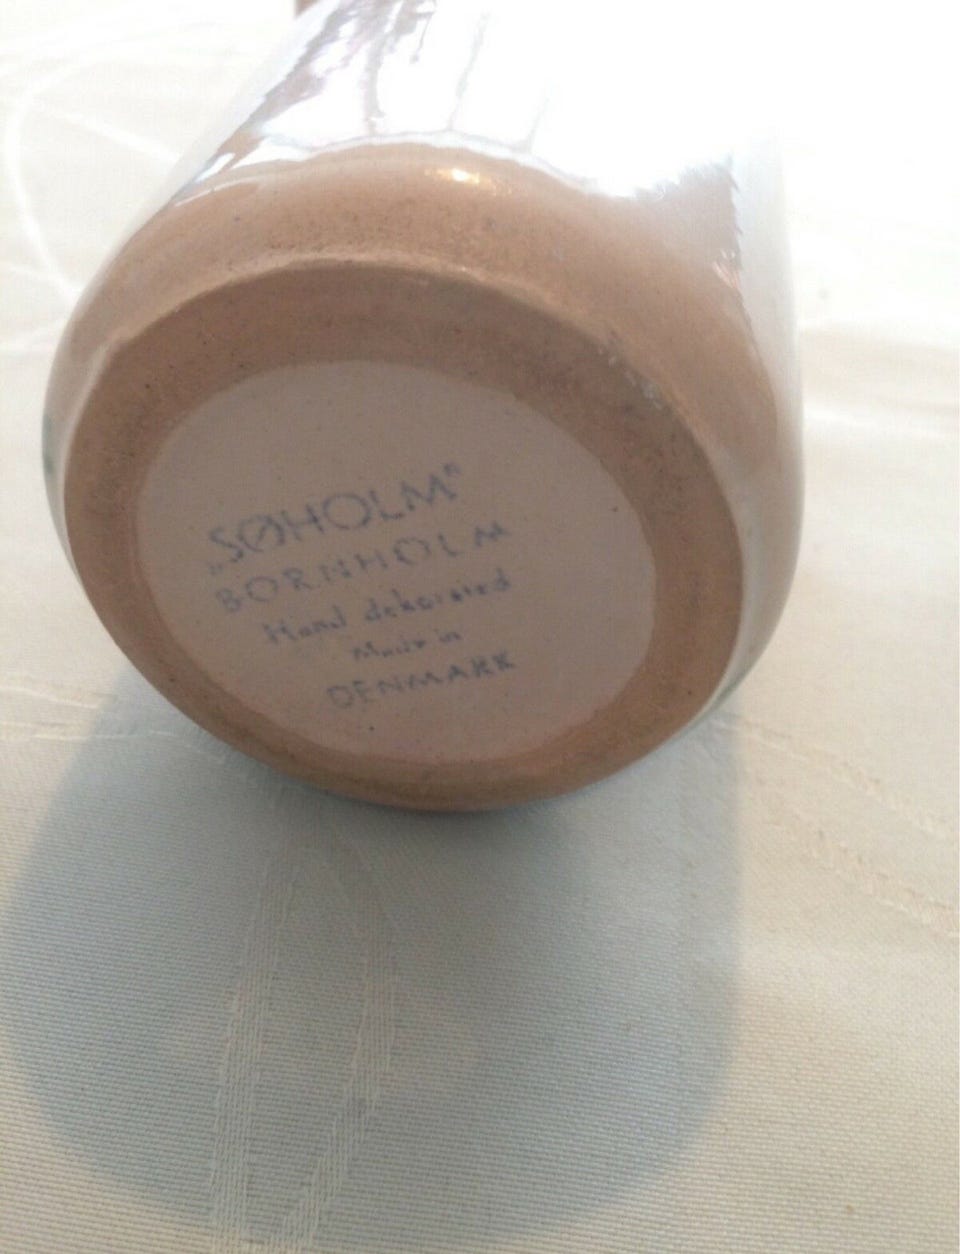 „SØHOLM"
BORNHOLM
Hand dekorated
Made in
DENMARK